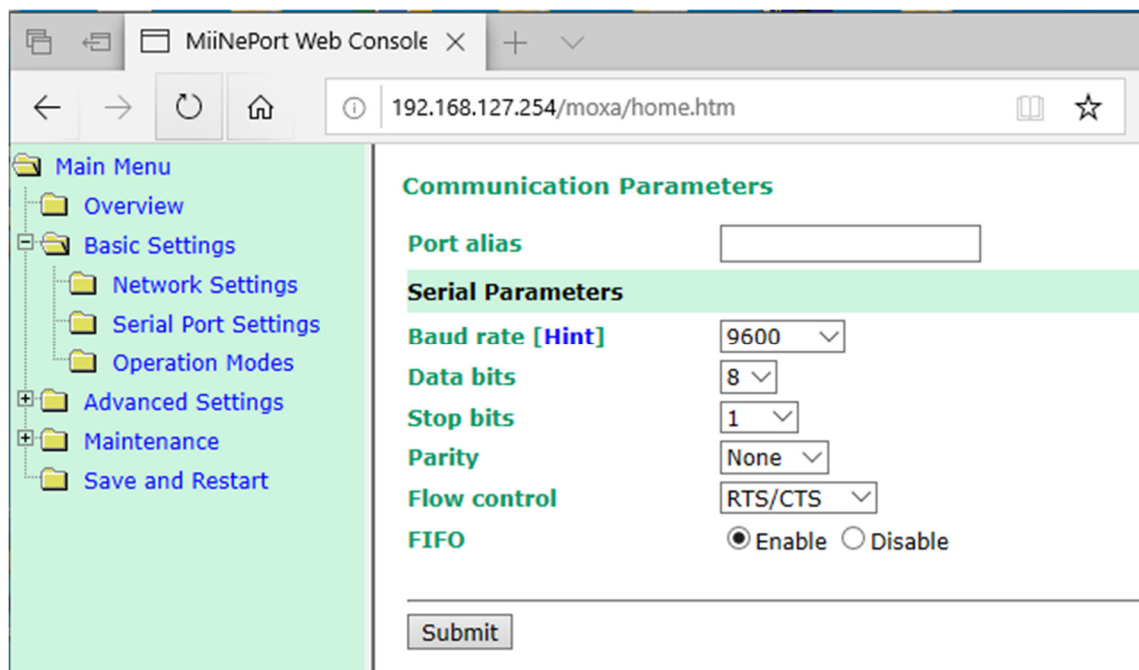 MiiNePort Web Console
192.168.127.254/moxa/home.htm
Main Menu
Overview
Basic Settings
Network Settings
Serial Port Settings
Operation Modes
Advanced Settings
Maintenance
Save and Restart
Communication Parameters
Port alias
Serial Parameters
Baud rate [Hint] 9600
Data bits 8
Stop bits 1
Parity None
Flow control RTS/CTS
FIFO Enable Disable
Submit